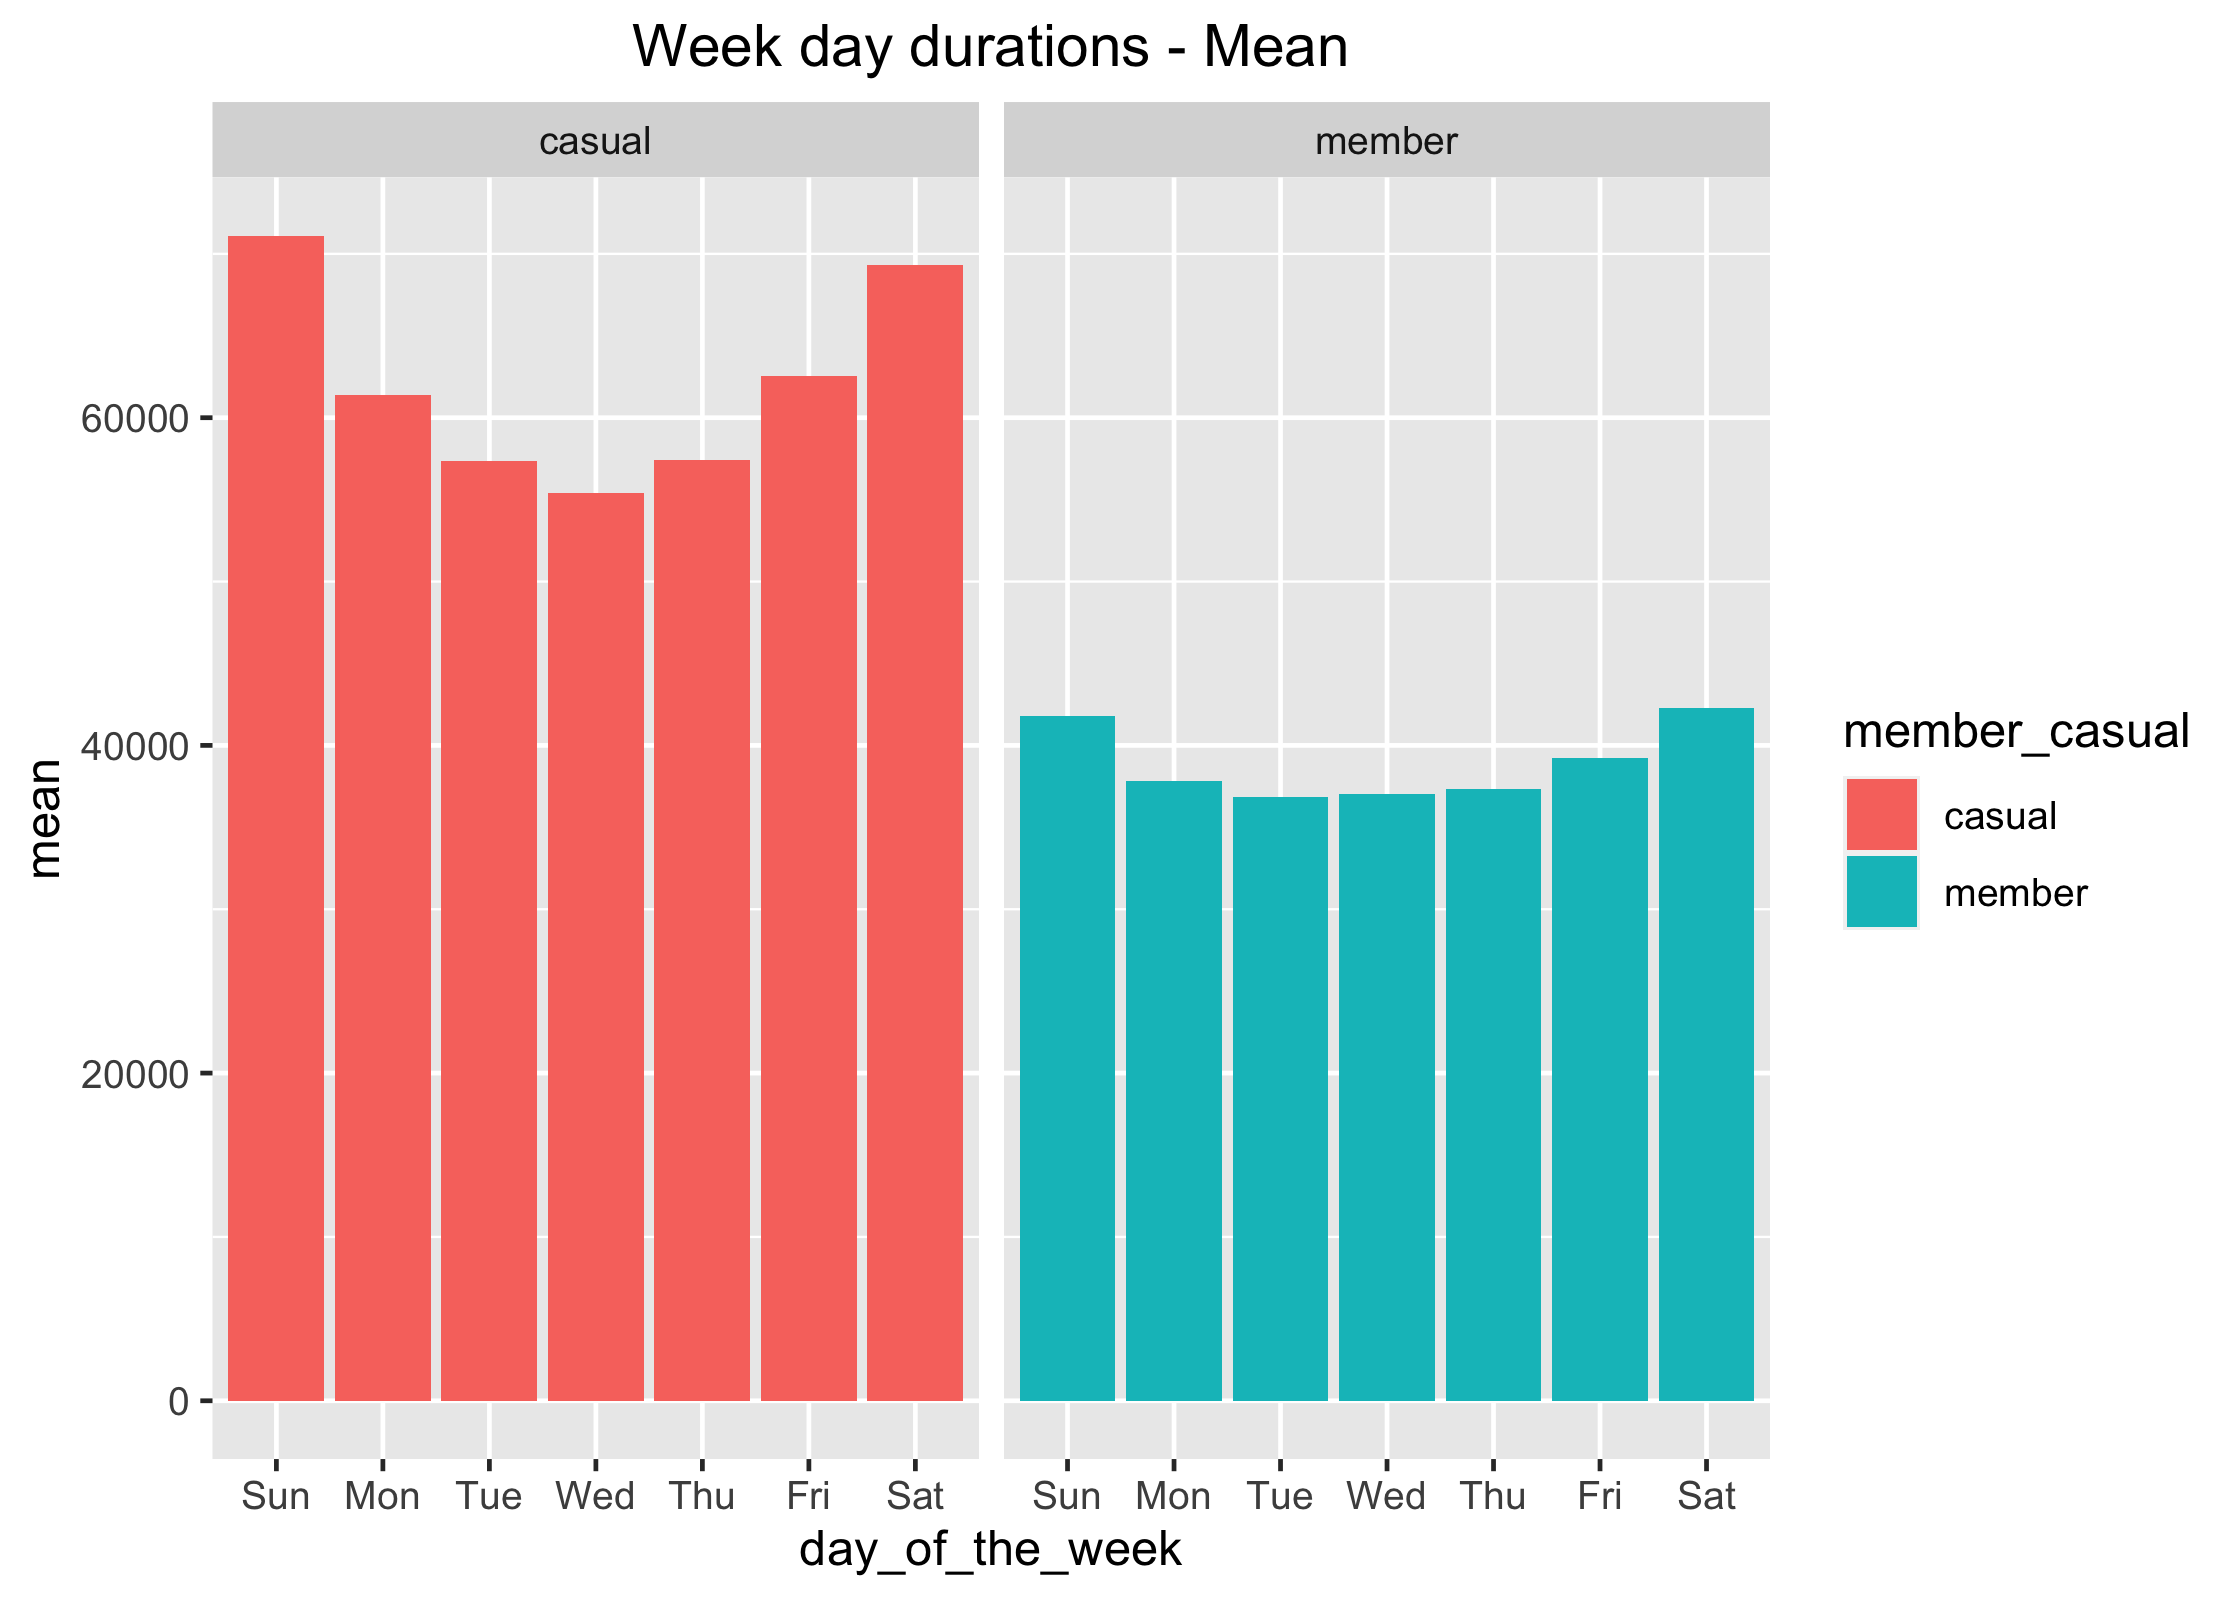 Week day durations - Mean
casual
member
60000
40000
20000
0
mean
Sun Mon Tue Wed Thu Fri Sat
Sun Mon Tue Wed Thu Fri Sat
day_of_the_week
member_casual
casual
member